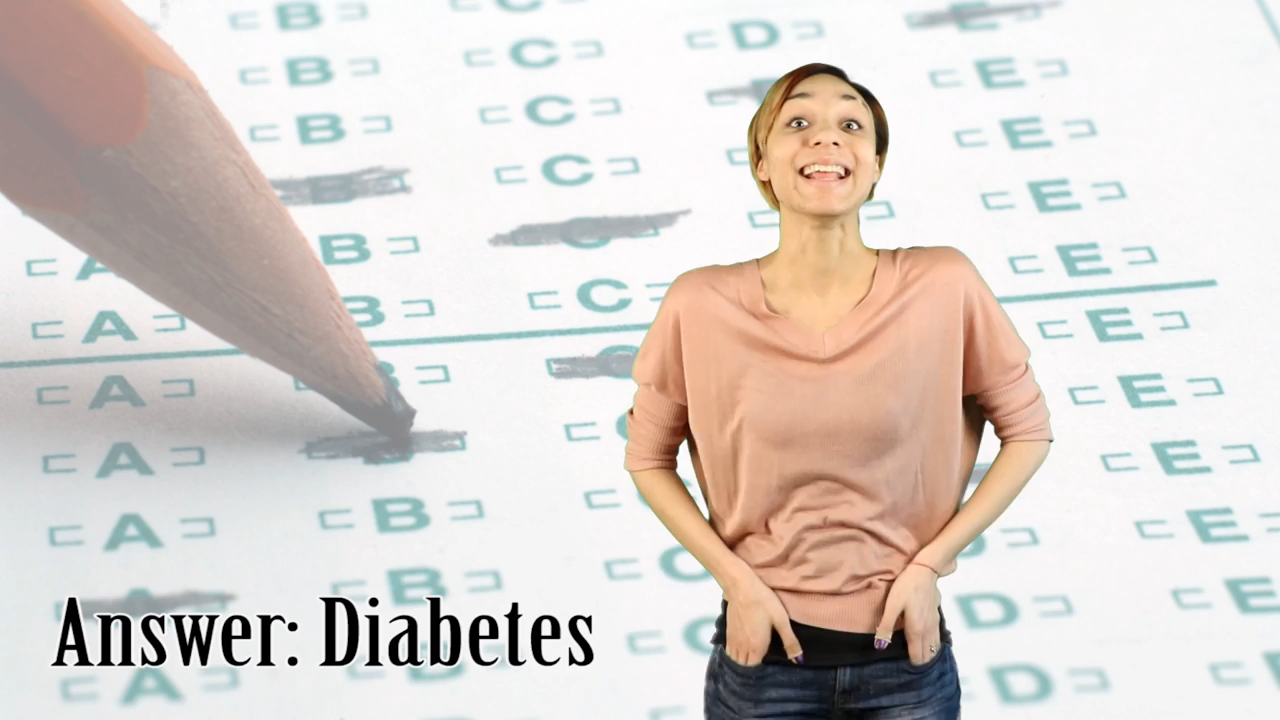 B C
B C D E
B C E
C E
A B E
A B C E
A B E
A E
A B E
B C D E
Answer: Diabetes
A B C D E
D